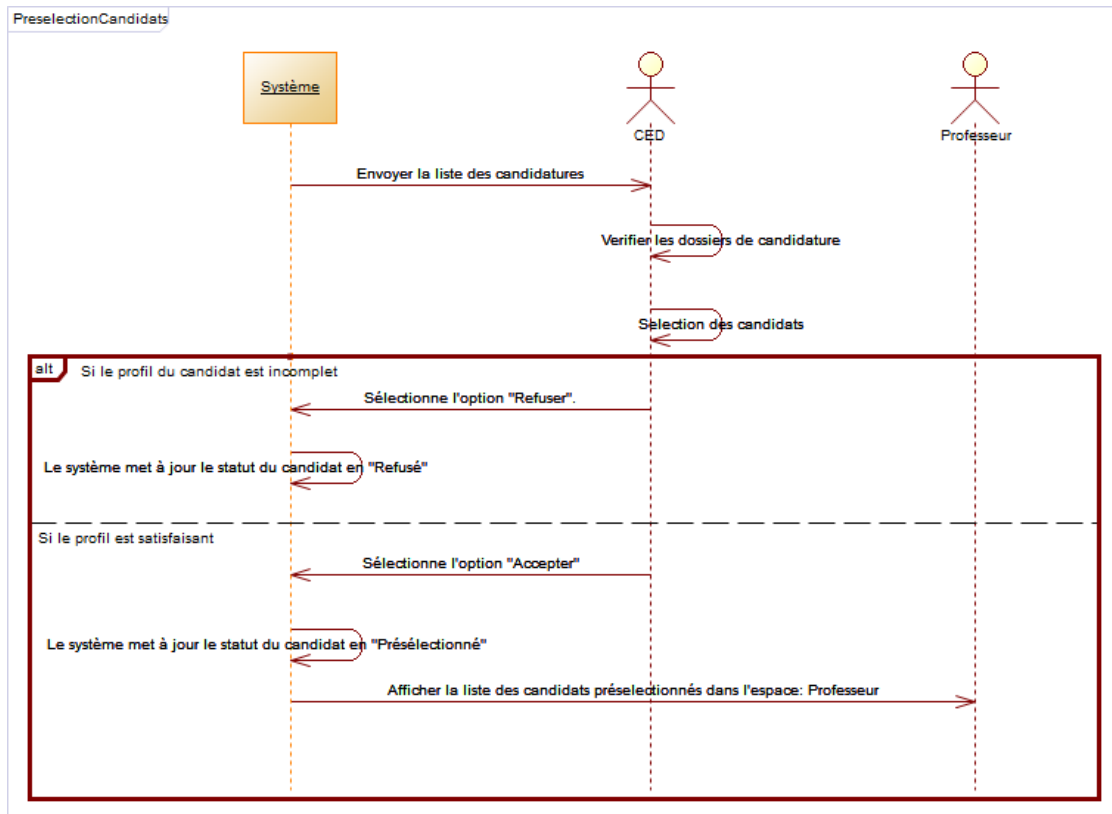 PreselectionCandidats
Système
CED
Professeur
Envoyer la liste des candidatures
Verifier les dossiers de candidature
Selection des candidats
alt
Si le profil du candidat est incomplet
Sélectionne l'option "Refuser".
Le système met à jour le statut du candidat en "Refusé"
Si le profil est satisfaisant
Sélectionne l'option "Accepter"
Le système met à jour le statut du candidat en "Présélectionné"
Afficher la liste des candidats préselectionnés dans l'espace: Professeur